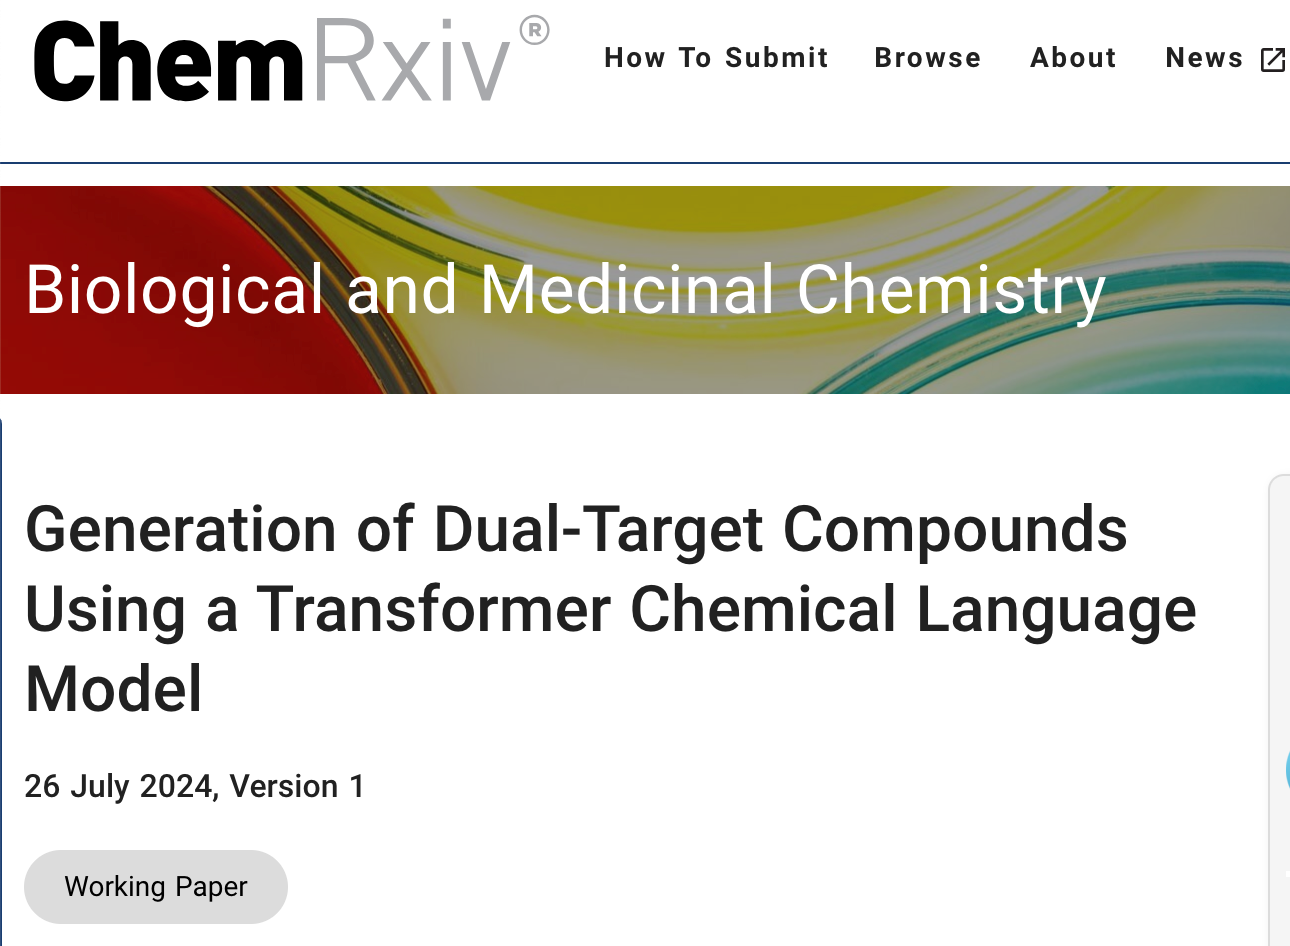 ChemRxiv®
How To Submit Browse About News
Biological and Medicinal Chemistry
Generation of Dual-Target Compounds
Using a Transformer Chemical Language
Model
26 July 2024, Version 1
Working Paper